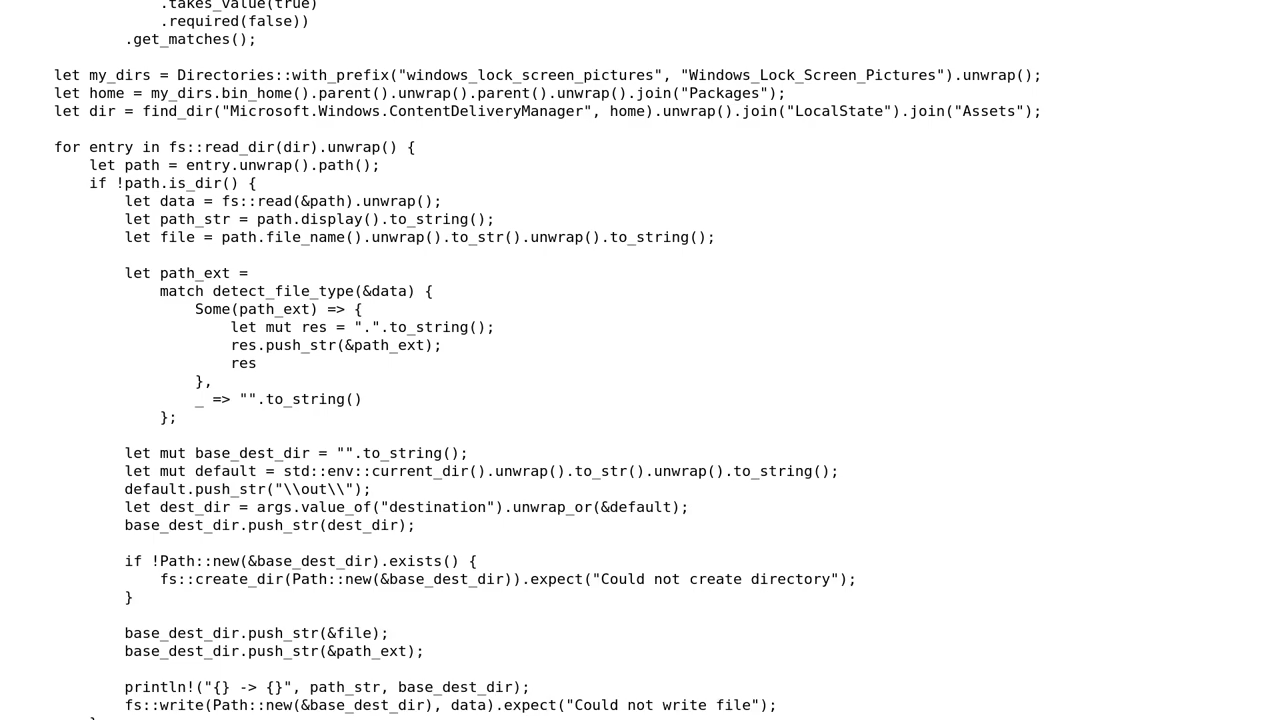 .takes_value(true)
.required(false))
.get_matches();
let my_dirs = Directories::with_prefix("windows_lock_screen_pictures", "Windows_Lock_Screen_Pictures").unwrap();
let home = my_dirs.bin_home().parent().unwrap().parent().unwrap().join("Packages");
let dir = find_dir("Microsoft.Windows.ContentDeliveryManager", home).unwrap().join("LocalState").join("Assets");
for entry in fs::read_dir(dir).unwrap() {
let path = entry.unwrap().path();
if !path.is_dir() {
let data = fs::read(&path).unwrap();
let path_str = path.display().to_string();
let file = path.file_name().unwrap().to_str().unwrap().to_string();
let path_ext =
match detect_file_type(&data) {
Some(path_ext) => {
let mut res = ".".to_string();
res.push_str(&path_ext);
res
},
_ => "".to_string()
};
let mut base_dest_dir = "".to_string();
let mut default = std::env::current_dir().unwrap().to_str().unwrap().to_string();
default.push_str("\\out\\");
let dest_dir = args.value_of("destination").unwrap_or(&default);
base_dest_dir.push_str(dest_dir);
if !Path::new(&base_dest_dir).exists() {
fs::create_dir(Path::new(&base_dest_dir)).expect("Could not create directory");
}
base_dest_dir.push_str(&file);
base_dest_dir.push_str(&path_ext);
println!("{} -> {}", path_str, base_dest_dir);
fs::write(Path::new(&base_dest_dir), data).expect("Could not write file");
}